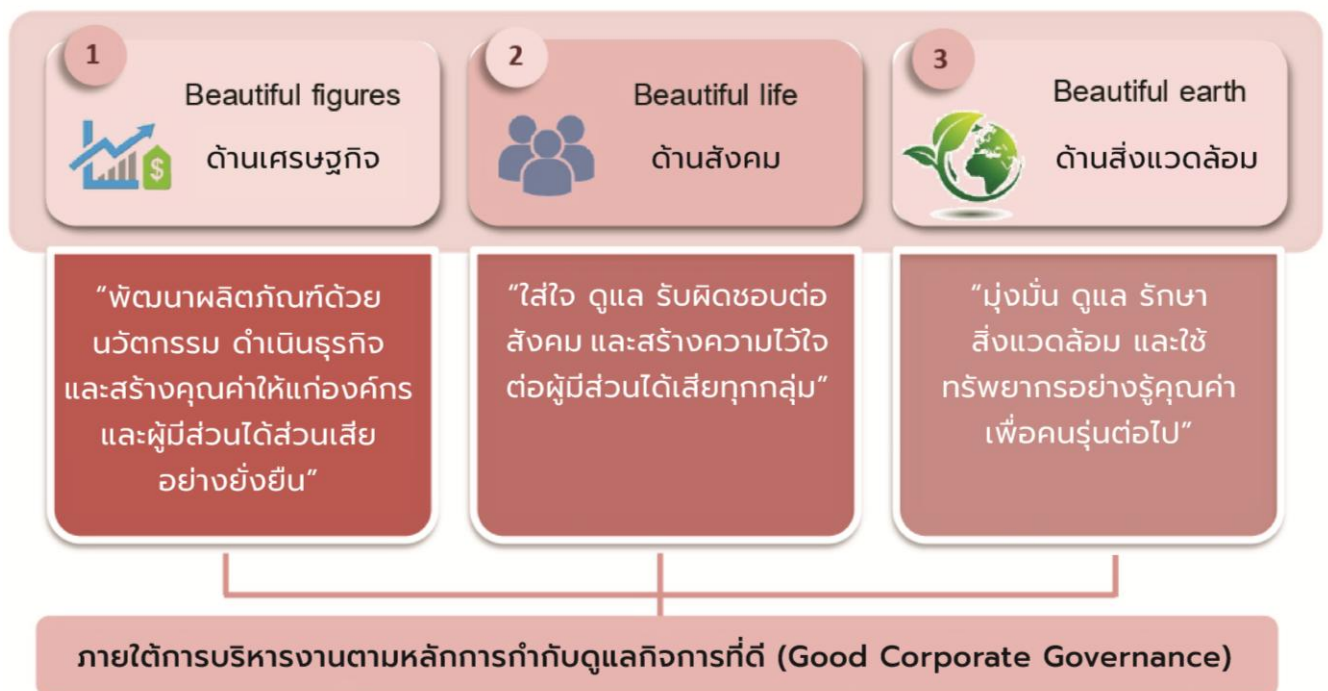 1
Beautiful figures
ด้านเศรษฐกิจ
$
"พัฒนาผลิตภัณฑ์ด้วย
นวัตกรรม ดำเนินธุรกิจ
และสร้างคุณค่าให้แก่องค์กร
และผู้มีส่วนได้ส่วนเสีย
อย่างยั่งยืน"
2
Beautiful life
ด้านสังคม
"ใส่ใจ ดูแล รับผิดชอบต่อ
สังคม และสร้างความไว้ใจ
ต่อผู้มีส่วนได้เสียทุกกลุ่ม"
3
Beautiful earth
ด้านสิ่งแวดล้อม
"มุ่งมั่น ดูแล รักษา
สิ่งแวดล้อม และใช้
ทรัพยากรอย่างรู้คุณค่า
เพื่อคนรุ่นต่อไป"
ภายใต้การบริหารงานตามหลักการกำกับดูแลกิจการที่ดี (Good Corporate Governance)